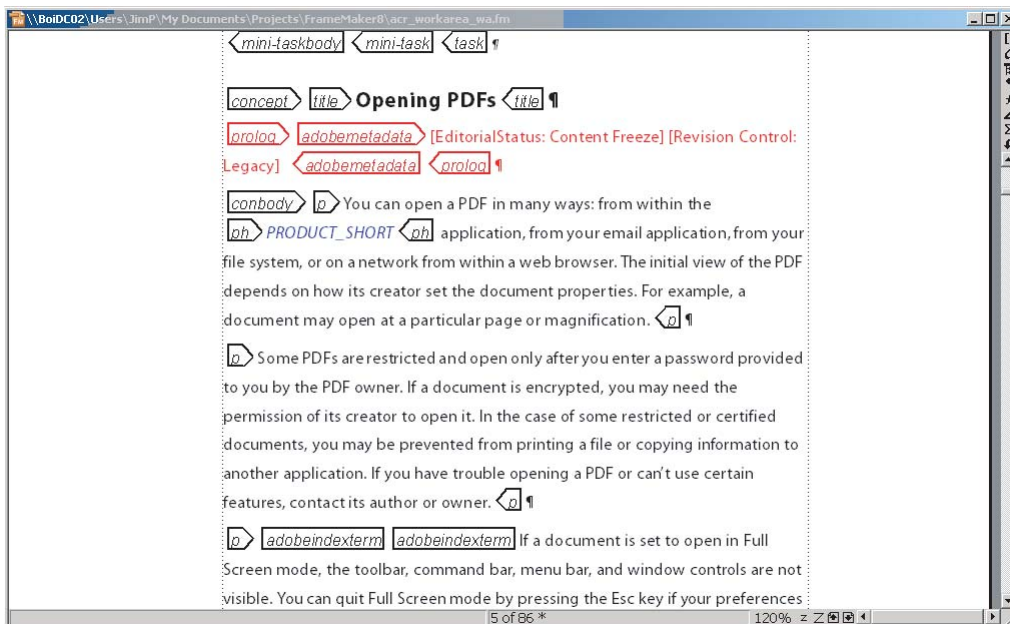 \\BoiDC02\Users\JimP\My Documents\Projects\FrameMaker8\acr_workarea_wa.fm
mini-taskbody mini-task task ¶
concept title Opening PDFs title ¶
prolog adobemetadata [EditorialStatus: Content Freeze] [Revision Control:
Legacy] adobemetadata prolog ¶
conbody p You can open a PDF in many ways: from within the
ph PRODUCT_SHORT ph application, from your email application, from your
file system, or on a network from within a web browser. The initial view of the PDF
depends on how its creator set the document properties. For example, a
document may open at a particular page or magnification. p ¶
p Some PDFs are restricted and open only after you enter a password provided
to you by the PDF owner. If a document is encrypted, you may need the
permission of its creator to open it. In the case of some restricted or certified
documents, you may be prevented from printing a file or copying information to
another application. If you have trouble opening a PDF or can't use certain
features, contact its author or owner. p ¶
p adobeindexterm adobeindexterm If a document is set to open in Full
Screen mode, the toolbar, command bar, menu bar, and window controls are not
visible. You can quit Full Screen mode by pressing the Esc key if your preferences
5 of 86 * 120% z Z